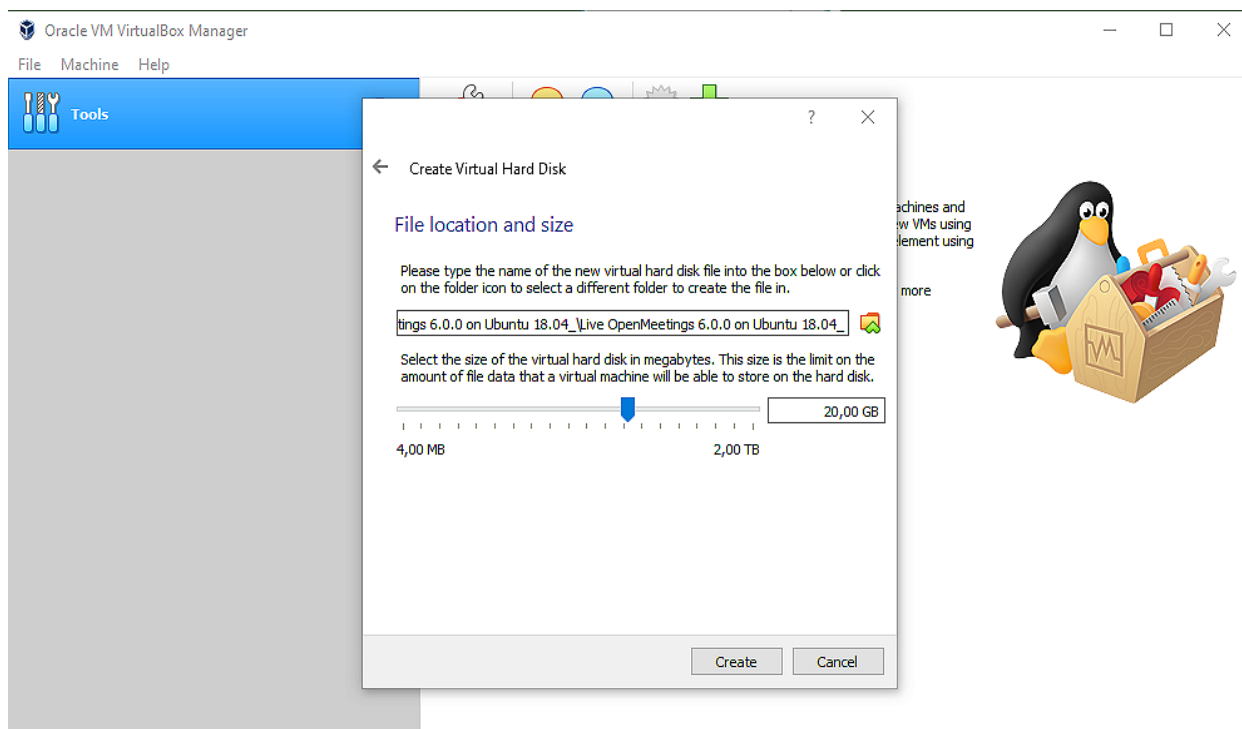 Oracle VM VirtualBox Manager
File Machine Help
Tools
?
Create Virtual Hard Disk
File location and size
Please type the name of the new virtual hard disk file into the box below or click
on the folder icon to select a different folder to create the file in.
tings 6.0.0 on Ubuntu 18.04_\Live OpenMeetings 6.0.0 on Ubuntu 18.04_
Select the size of the virtual hard disk in megabytes. This size is the limit on the
amount of file data that a virtual machine will be able to store on the hard disk.
20,00 GB
4,00 MB 2,00 TB
Create Cancel
achines and
ew VMs using
element using
more